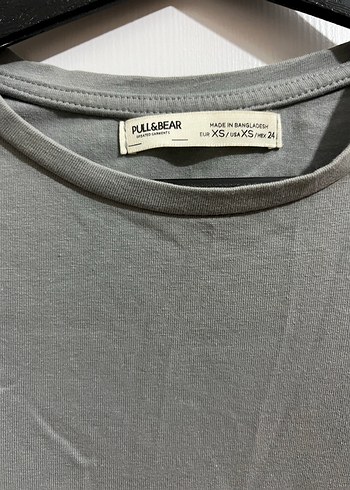 PULL&BEAR
MADE IN BANGLADESH
EUR XS / USA XS / MEX 24